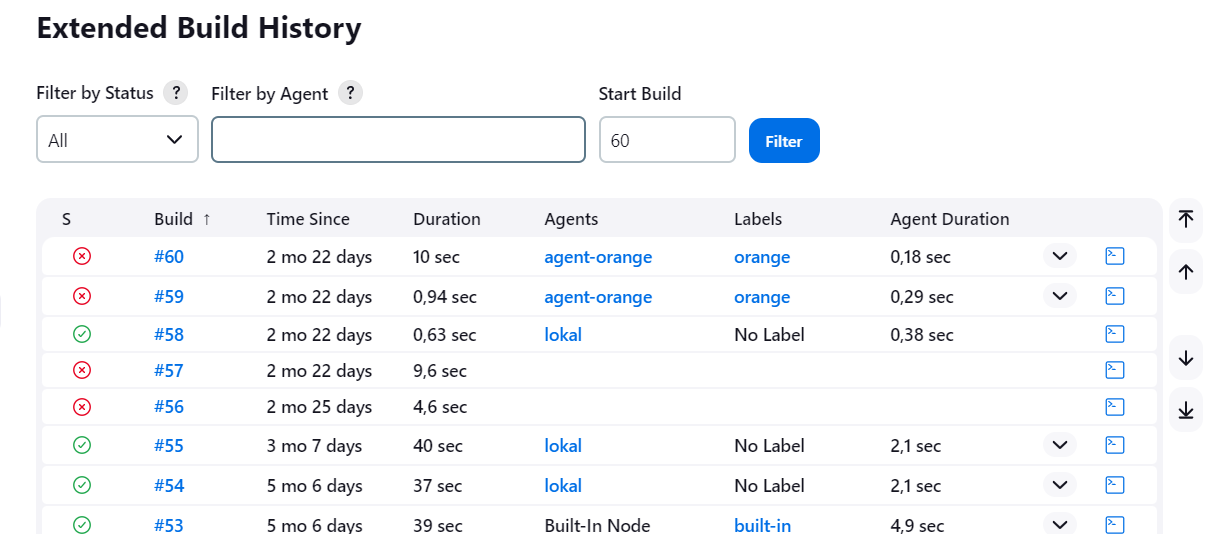 Extended Build History
Filter by Status ? Filter by Agent ? Start Build
All 60 Filter
S Build ↑ Time Since Duration Agents Labels Agent Duration
#60 2 mo 22 days 10 sec agent-orange orange 0,18 sec
#59 2 mo 22 days 0,94 sec agent-orange orange 0,29 sec
#58 2 mo 22 days 0,63 sec lokal No Label 0,38 sec
#57 2 mo 22 days 9,6 sec
#56 2 mo 25 days 4,6 sec
#55 3 mo 7 days 40 sec lokal No Label 2,1 sec
#54 5 mo 6 days 37 sec lokal No Label 2,1 sec
#53 5 mo 6 days 39 sec Built-In Node built-in 4,9 sec